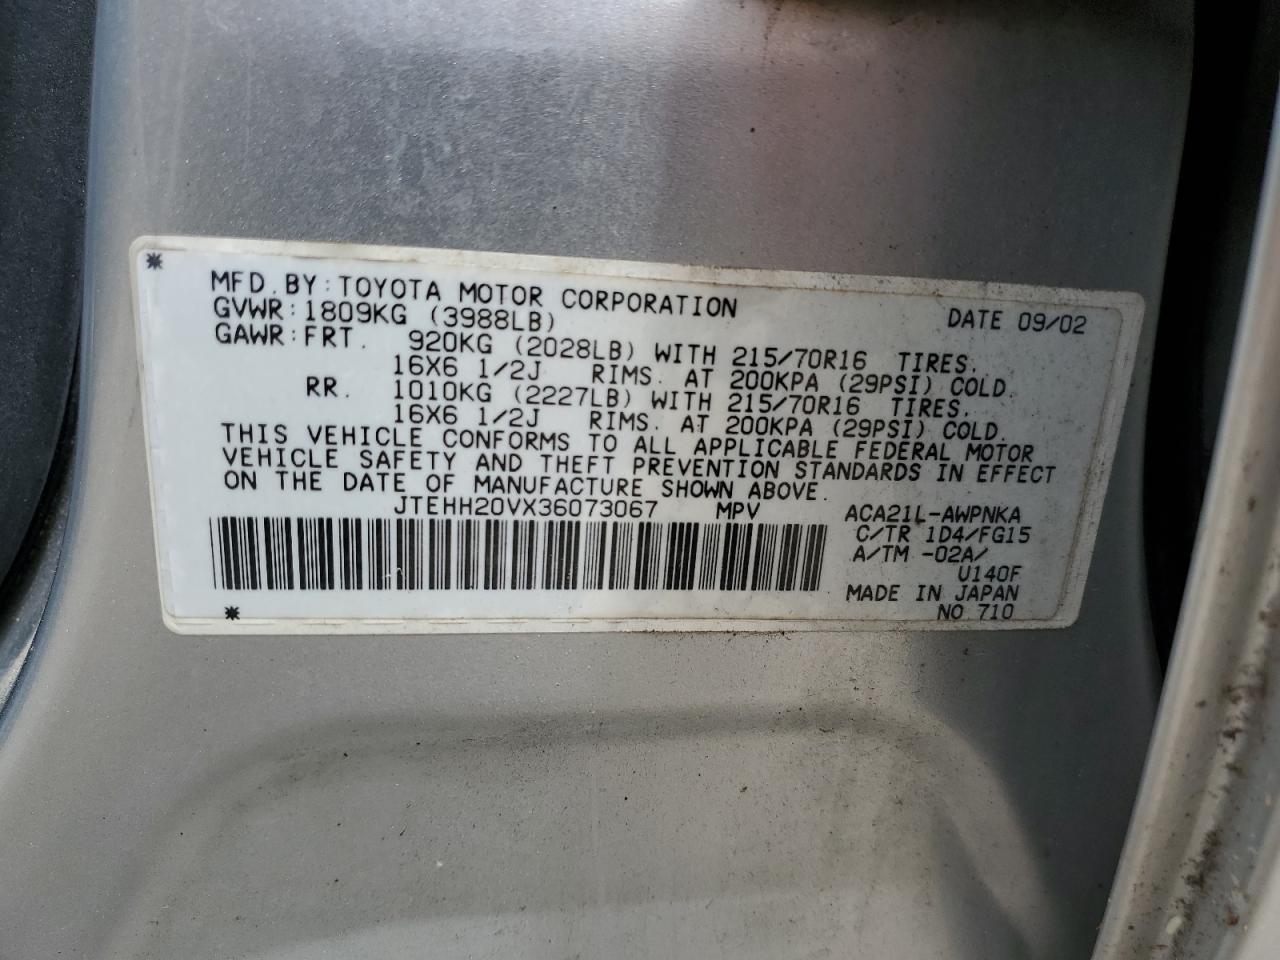 MFD. BY: TOYOTA MOTOR CORPORATION DATE 09/02
GVWR: 1809KG (3988LB)
GAWR: FRT. 920KG (2028LB) WITH 215/70R16 TIRES.
16X6 1/2J RIMS. AT 200KPA (29PSI) COLD.
RR. 1010KG (2227LB) WITH 215/70R16 TIRES.
16X6 1/2J RIMS. AT 200KPA (29PSI) COLD.
THIS VEHICLE CONFORMS TO ALL APPLICABLE FEDERAL MOTOR
VEHICLE SAFETY AND THEFT PREVENTION STANDARDS IN EFFECT
ON THE DATE OF MANUFACTURE SHOWN ABOVE.
JTEHH20VX36073067 MPV ACA21L-AWPNKA
C/TR 1D4/FG15
A/TM -02A/
U140F
MADE IN JAPAN
NO 710